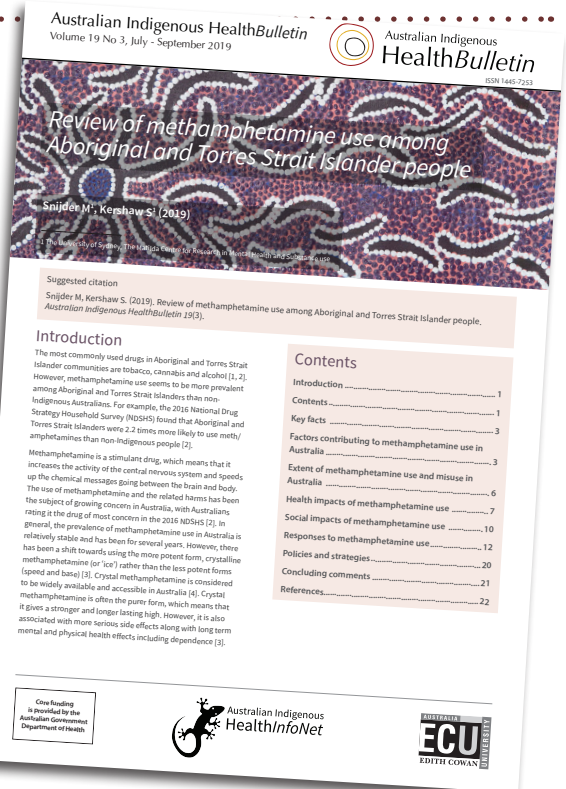 Australian Indigenous HealthBulletin
Volume 19 No 3, July - September 2019
Australian Indigenous
HealthBulletin
ISSN 1445-7253
Review of methamphetamine use among
Aboriginal and Torres Strait Islander people
Snijder M¹, Kershaw S¹ (2019)
1 The University of Sydney, The Matilda Centre for Research in Mental Health and Substance use
Suggested citation
Snijder M, Kershaw S. (2019). Review of methamphetamine use among Aboriginal and Torres Strait Islander people.
Australian Indigenous HealthBulletin 19(3).
Introduction
The most commonly used drugs in Aboriginal and Torres Strait
Islander communities are tobacco, cannabis and alcohol [1, 2].
However, methamphetamine use seems to be more prevalent
among Aboriginal and Torres Strait Islanders than non-
Indigenous Australians. For example, the 2016 National Drug
Strategy Household Survey (NDSHS) found that Aboriginal and
Torres Strait Islanders were 2.2 times more likely to use meth/
amphetamines than non-Indigenous people [2].
Methamphetamine is a stimulant drug, which means that it
increases the activity of the central nervous system and speeds
up the chemical messages going between the brain and body.
The use of methamphetamine and the related harms has been
the subject of growing concern in Australia, with Australians
rating it the drug of most concern in the 2016 NDSHS [2]. In
general, the prevalence of methamphetamine use in Australia is
relatively stable and has been for several years. However, there
has been a shift towards using the more potent form, crystalline
methamphetamine (or 'ice') rather than the less potent forms
(speed and base) [3]. Crystal methamphetamine is considered
to be widely available and accessible in Australia [4]. Crystal
methamphetamine is often the purer form, which means that
it gives a stronger and longer lasting high. However, it is also
associated with more serious side effects along with long term
mental and physical health effects including dependence [3].
Contents
Introduction ........ 1
Contents ........ 1
Key facts ........ 3
Factors contributing to methamphetamine use in
Australia ........ 3
Extent of methamphetamine use and misuse in
Australia ........ 6
Health impacts of methamphetamine use ........ 7
Social impacts of methamphetamine use ........ 10
Responses to methamphetamine use ........ 12
Policies and strategies ........ 20
Concluding comments ........ 21
References ........ 22
Core funding
is provided by the
Australian Government
Department of Health
Australian Indigenous
HealthInfoNet
AUSTRALIA
ECU
UNIVERSITY
EDITH COWAN